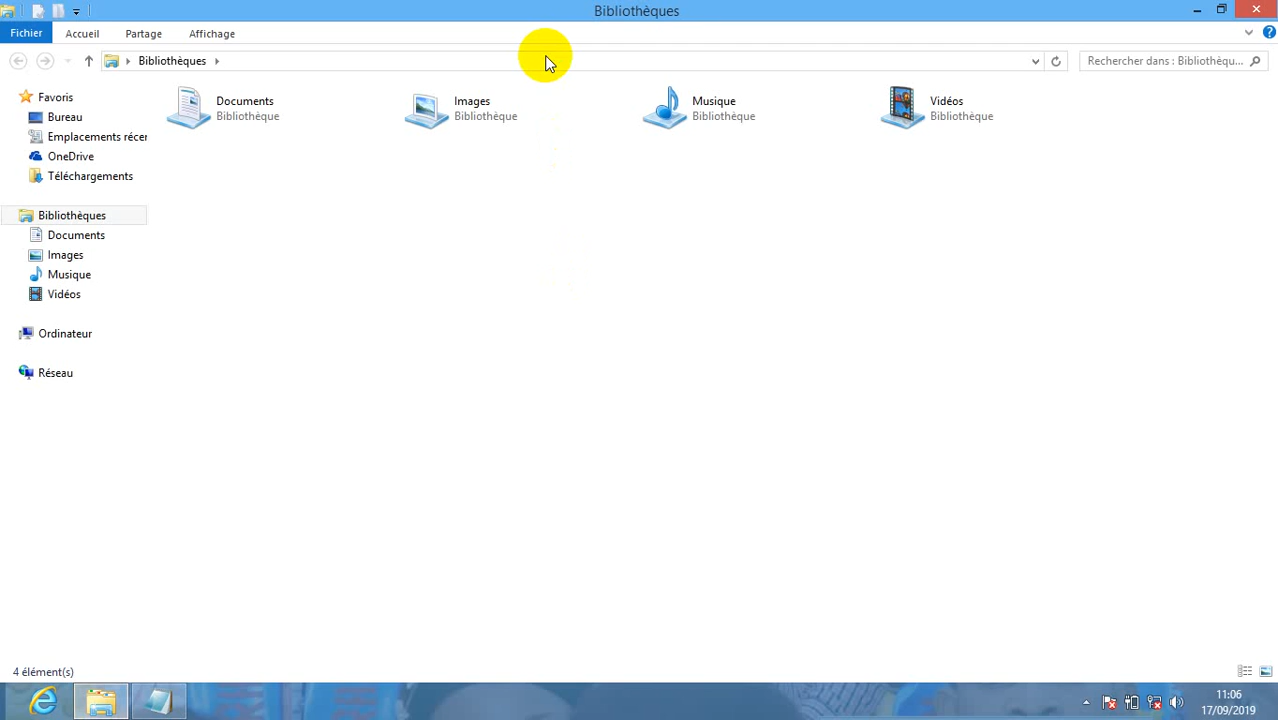 Bibliothèques
Fichier Accueil Partage Affichage
Bibliothèques
Rechercher dans : Bibliothèqu...
Favoris
Bureau
Emplacements récer
OneDrive
Téléchargements
Bibliothèques
Documents
Images
Musique
Vidéos
Ordinateur
Réseau
Documents
Bibliothèque
Images
Bibliothèque
Musique
Bibliothèque
Vidéos
Bibliothèque
4 élément(s)
11:06
17/09/2019